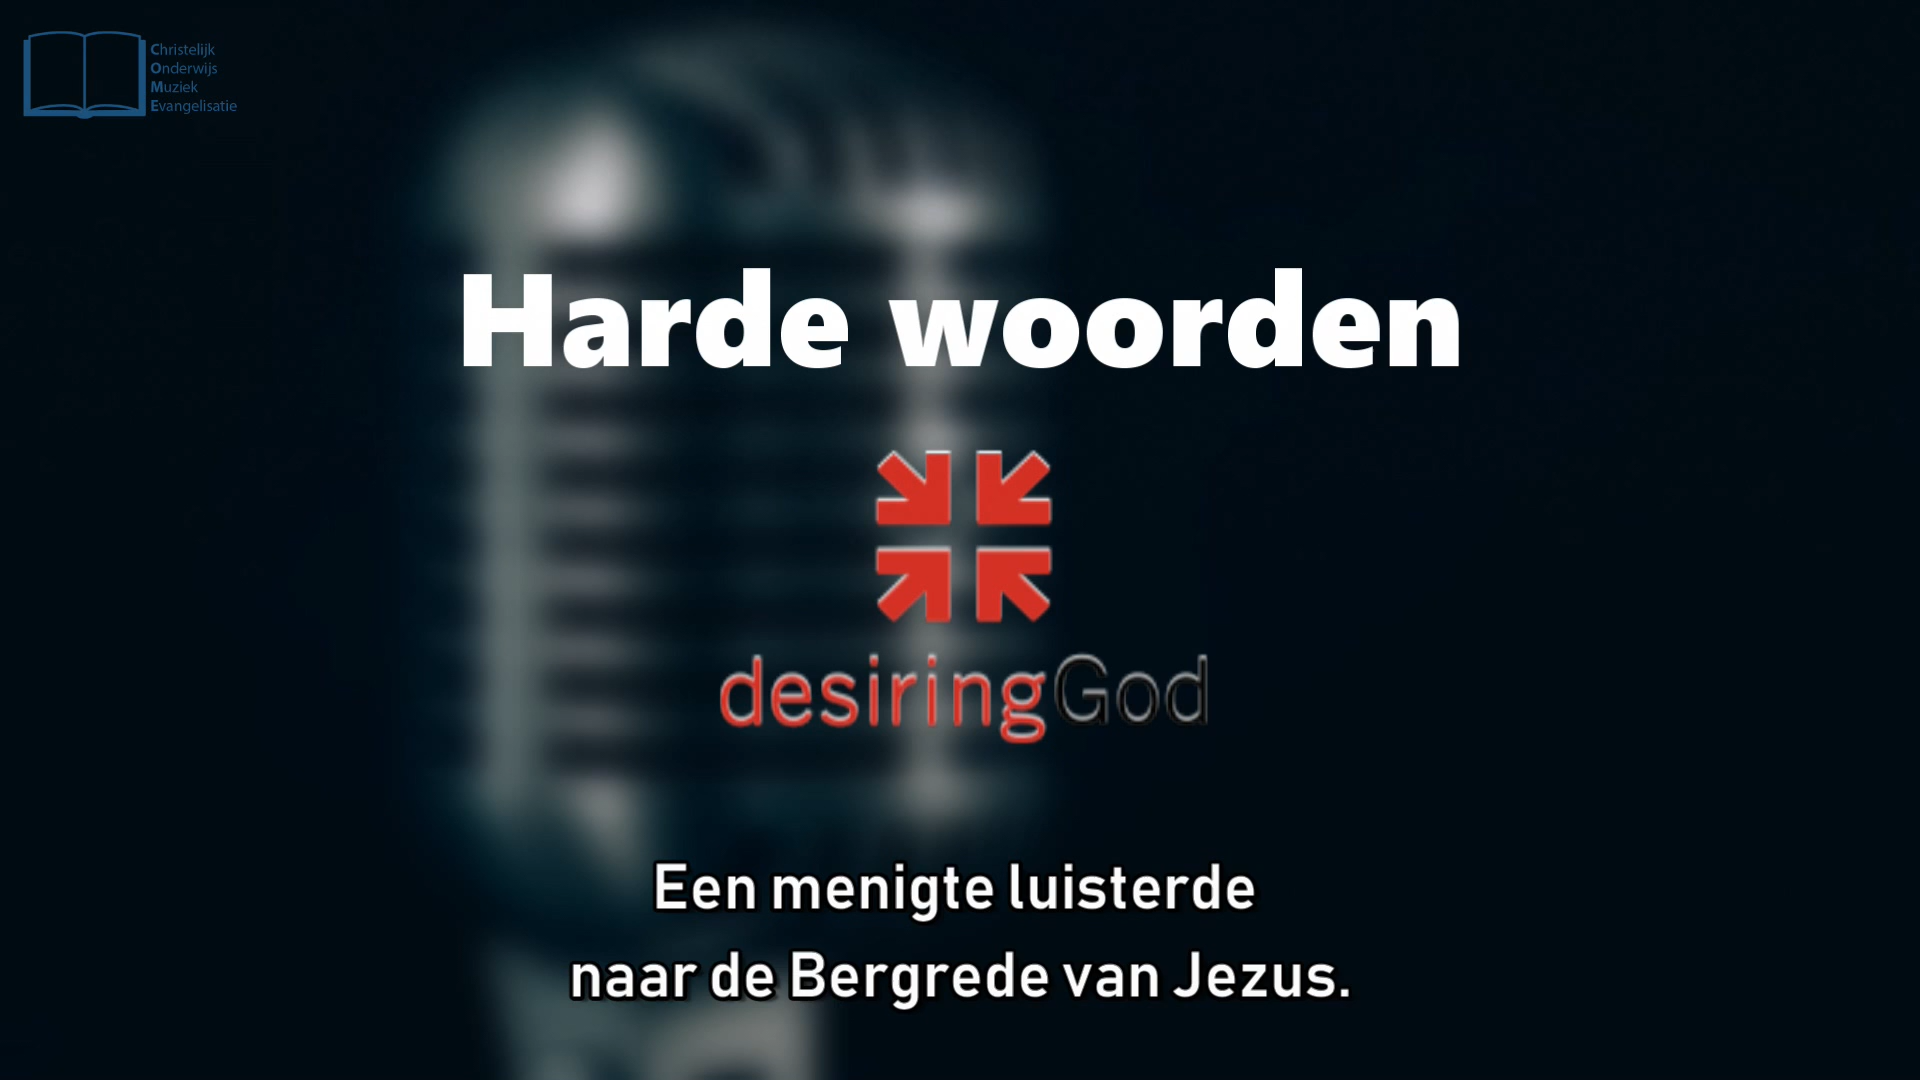 Christelijk
Onderwijs
Muziek
Evangelisatie
Harde woorden
desiringGod
Een menigte luisterde
naar de Bergrede van Jezus.